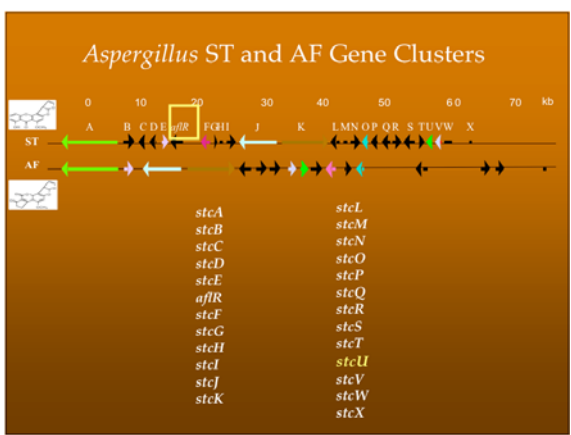 Aspergillus ST and AF Gene Clusters
0 10 20 30 40 50 60 70 kb
A B C D E aflR F G H I J K L M N O P Q R S T U V W X
ST
AF
stcA
stcB
stcC
stcD
stcE
aflR
stcF
stcG
stcH
stcI
stcJ
stcK
stcL
stcM
stcN
stcO
stcP
stcQ
stcR
stcS
stcT
stcU
stcV
stcW
stcX